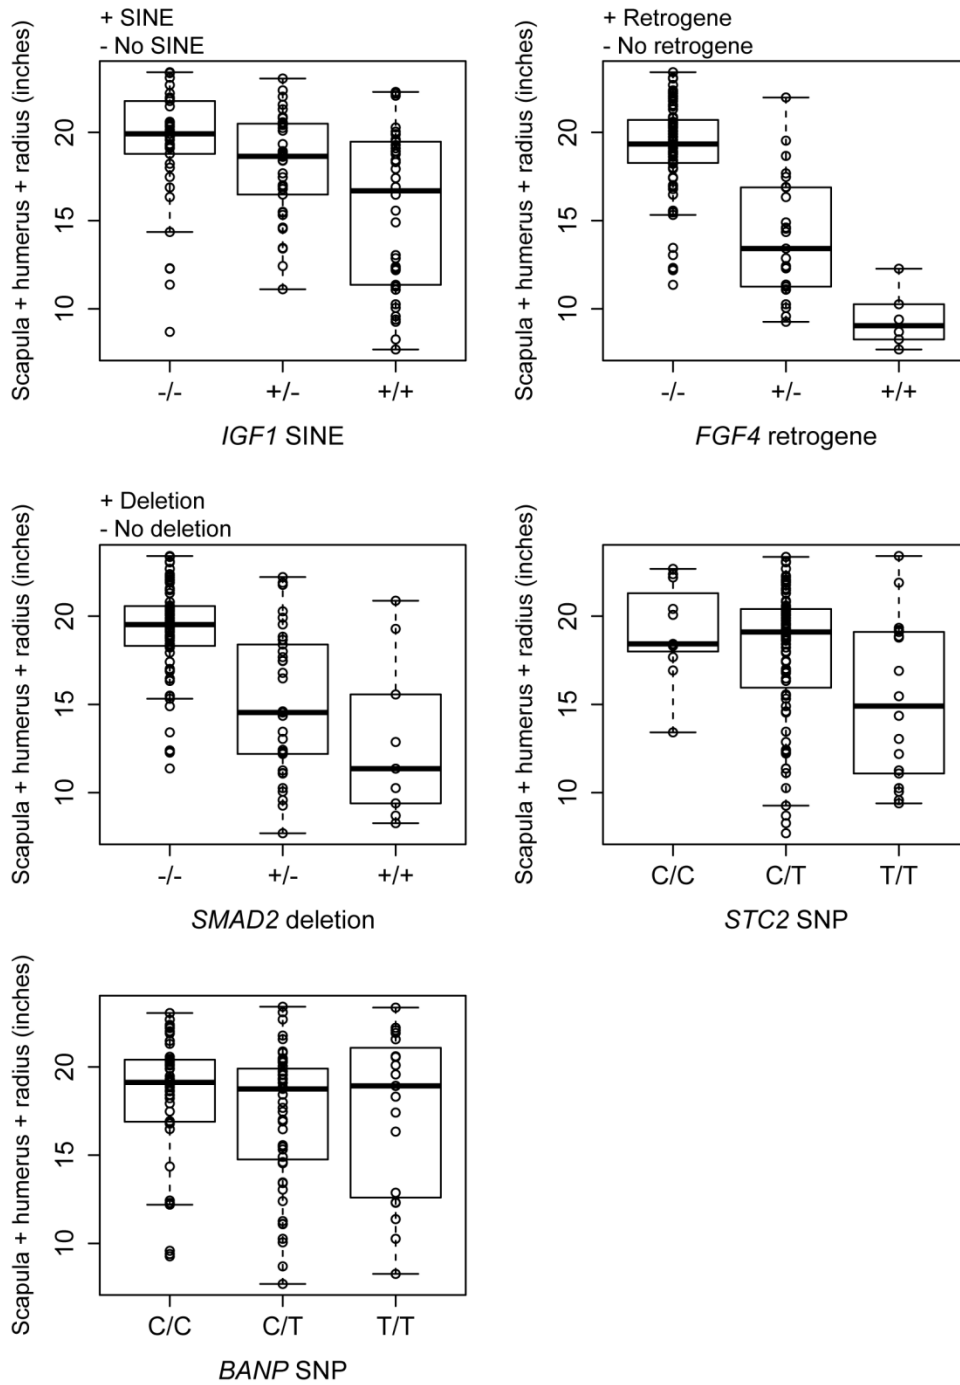 + SINE
- No SINE
Scapula + humerus + radius (inches)
20
15
10
-/-
+/-
+/+
IGF1 SINE
+ Retrogene
- No retrogene
Scapula + humerus + radius (inches)
20
15
10
-/-
+/-
+/+
FGF4 retrogene
+ Deletion
- No deletion
Scapula + humerus + radius (inches)
20
15
10
-/-
+/-
+/+
SMAD2 deletion
Scapula + humerus + radius (inches)
20
15
10
C/C
C/T
T/T
STC2 SNP
Scapula + humerus + radius (inches)
20
15
10
C/C
C/T
T/T
BANP SNP